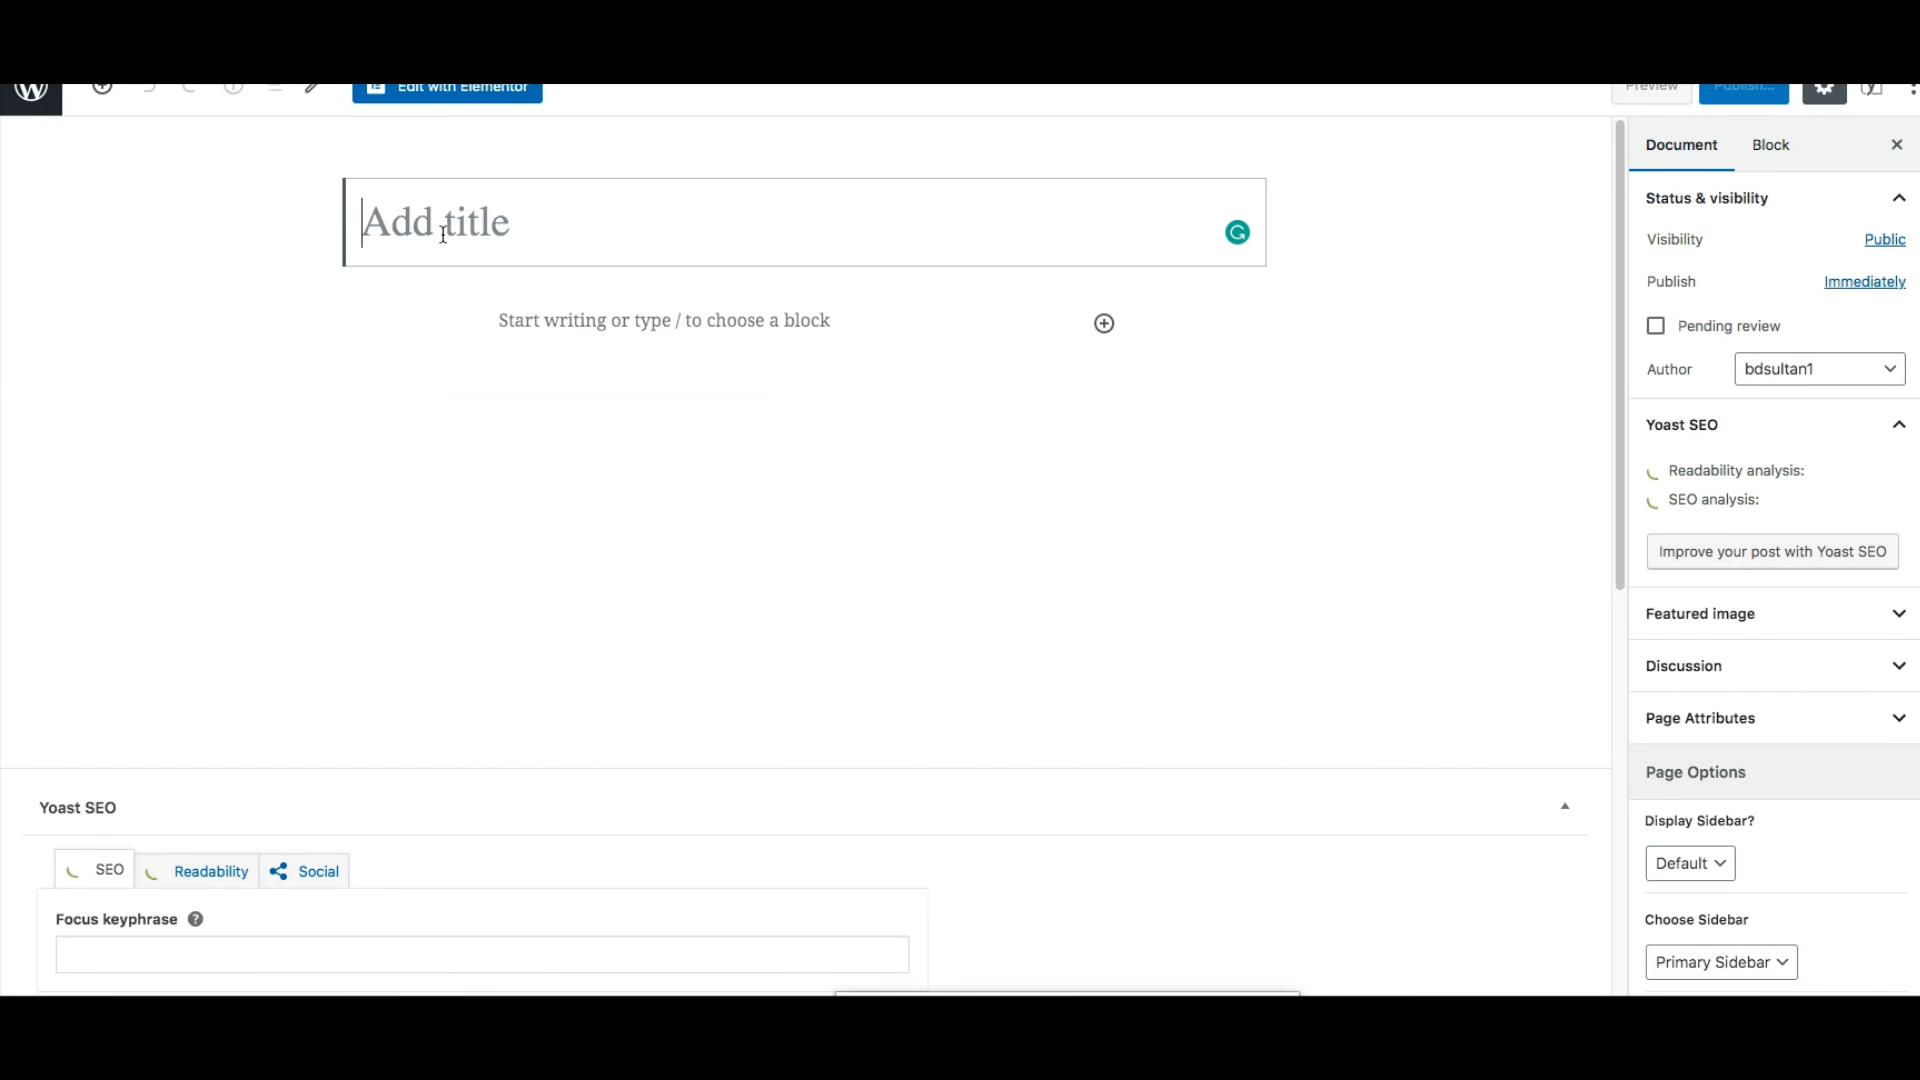 Edit with Elementor
Preview
Publish...
Add title
Start writing or type / to choose a block
Document
Block
Status & visibility
Visibility
Public
Publish
Immediately
Pending review
Author
bdsultan1
Yoast SEO
Readability analysis:
SEO analysis:
Improve your post with Yoast SEO
Featured image
Discussion
Page Attributes
Page Options
Display Sidebar?
Default
Choose Sidebar
Primary Sidebar
Yoast SEO
SEO
Readability
Social
Focus keyphrase